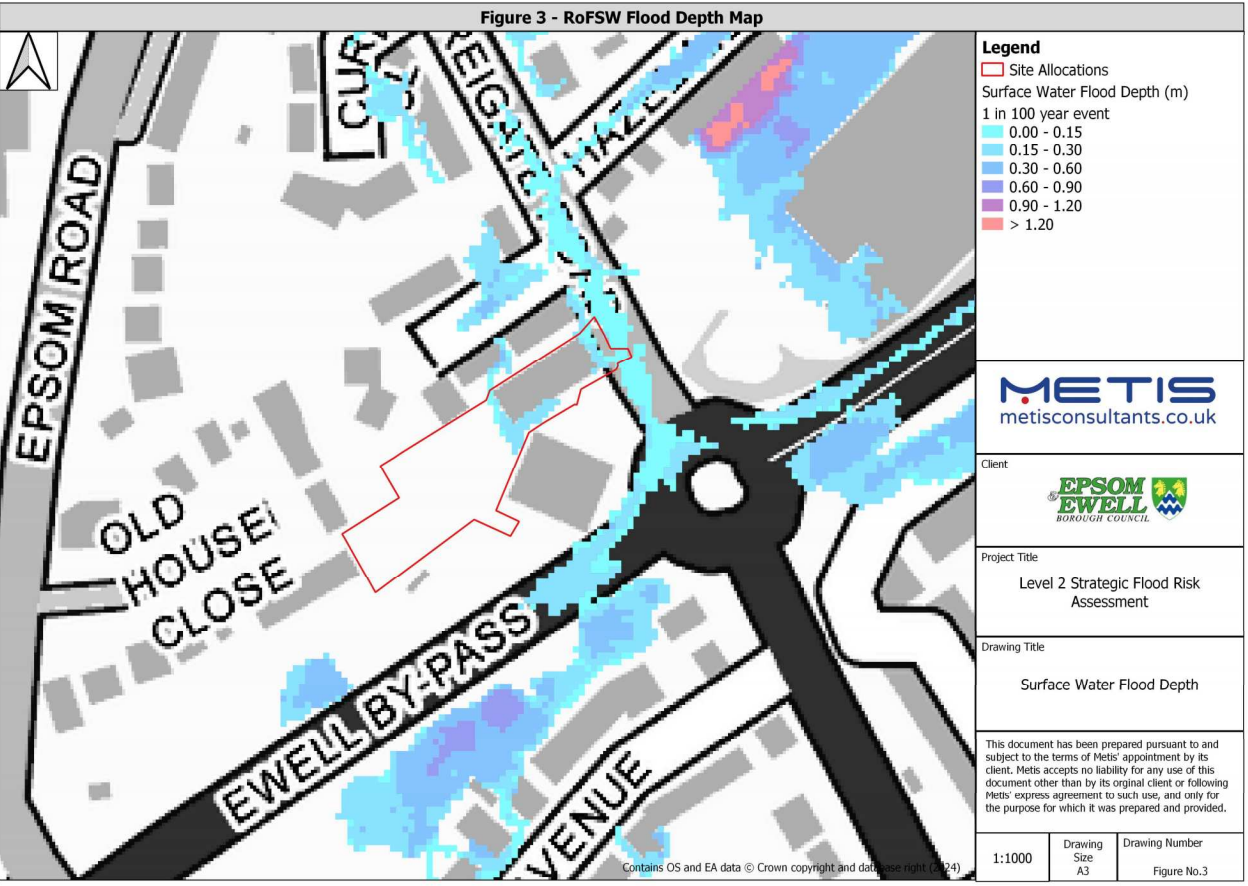 Figure 3 - RoFSW Flood Depth Map
EPSOM ROAD
OLD
HOUSE
CLOSE
EWELL BY-PASS
AVENUE
Contains OS and EA data © Crown copyright and database right (2024)
Legend
Site Allocations
Surface Water Flood Depth (m)
1 in 100 year event
0.00 - 0.15
0.15 - 0.30
0.30 - 0.60
0.60 - 0.90
0.90 - 1.20
> 1.20
METIS
metisconsultants.co.uk
Client
EPSOM
& EWELL
BOROUGH COUNCIL
Project Title
Level 2 Strategic Flood Risk
Assessment
Drawing Title
Surface Water Flood Depth
This document has been prepared pursuant to and
subject to the terms of Metis' appointment by its
client. Metis accepts no liability for any use of this
document other than by its orginal client or following
Metis' express agreement to such use, and only for
the purpose for which it was prepared and provided.
1:1000
Drawing
Size
A3
Drawing Number
Figure No.3